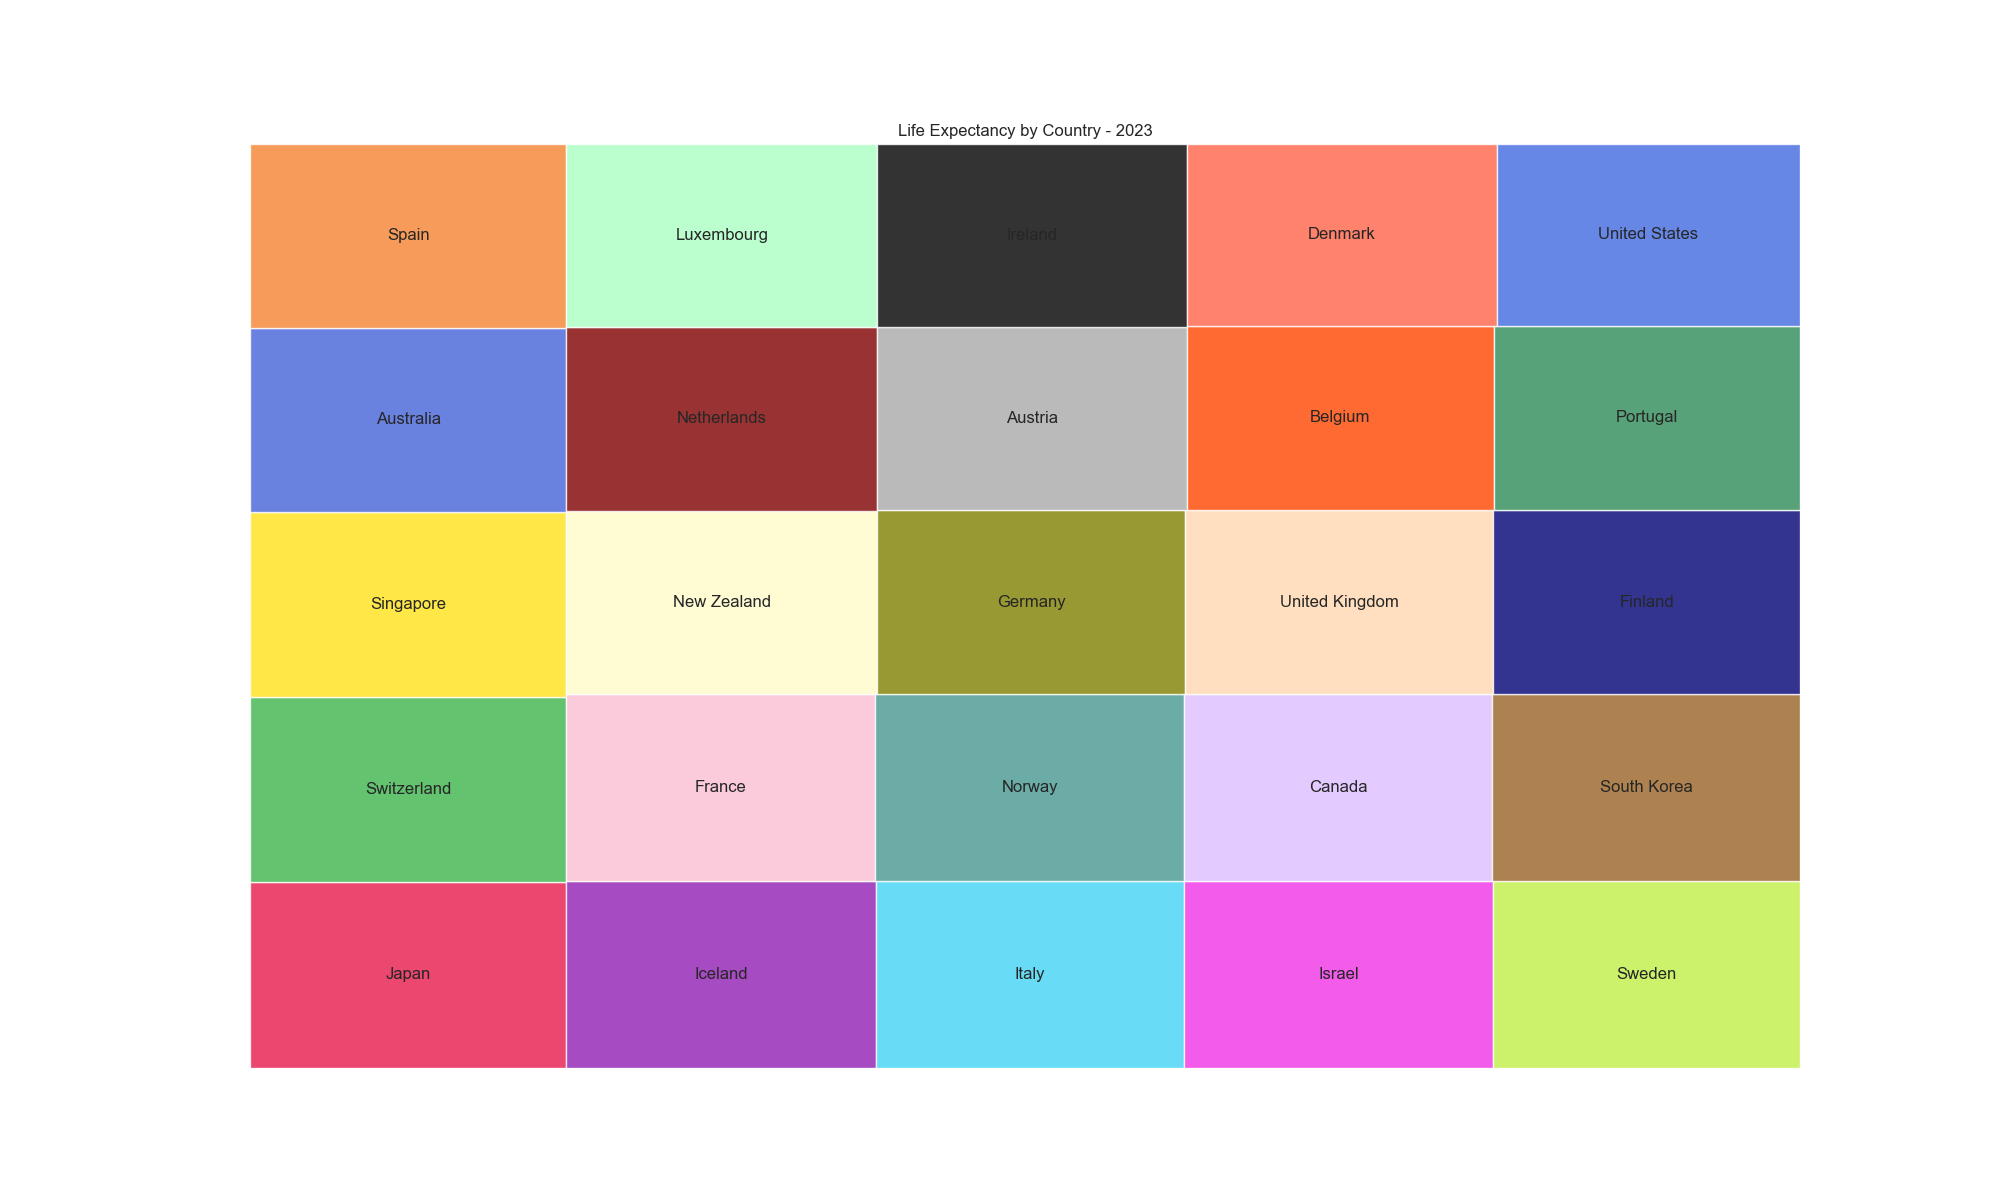 Life Expectancy by Country - 2023
Spain
Luxembourg
Ireland
Denmark
United States
Australia
Netherlands
Austria
Belgium
Portugal
Singapore
New Zealand
Germany
United Kingdom
Finland
Switzerland
France
Norway
Canada
South Korea
Japan
Iceland
Italy
Israel
Sweden